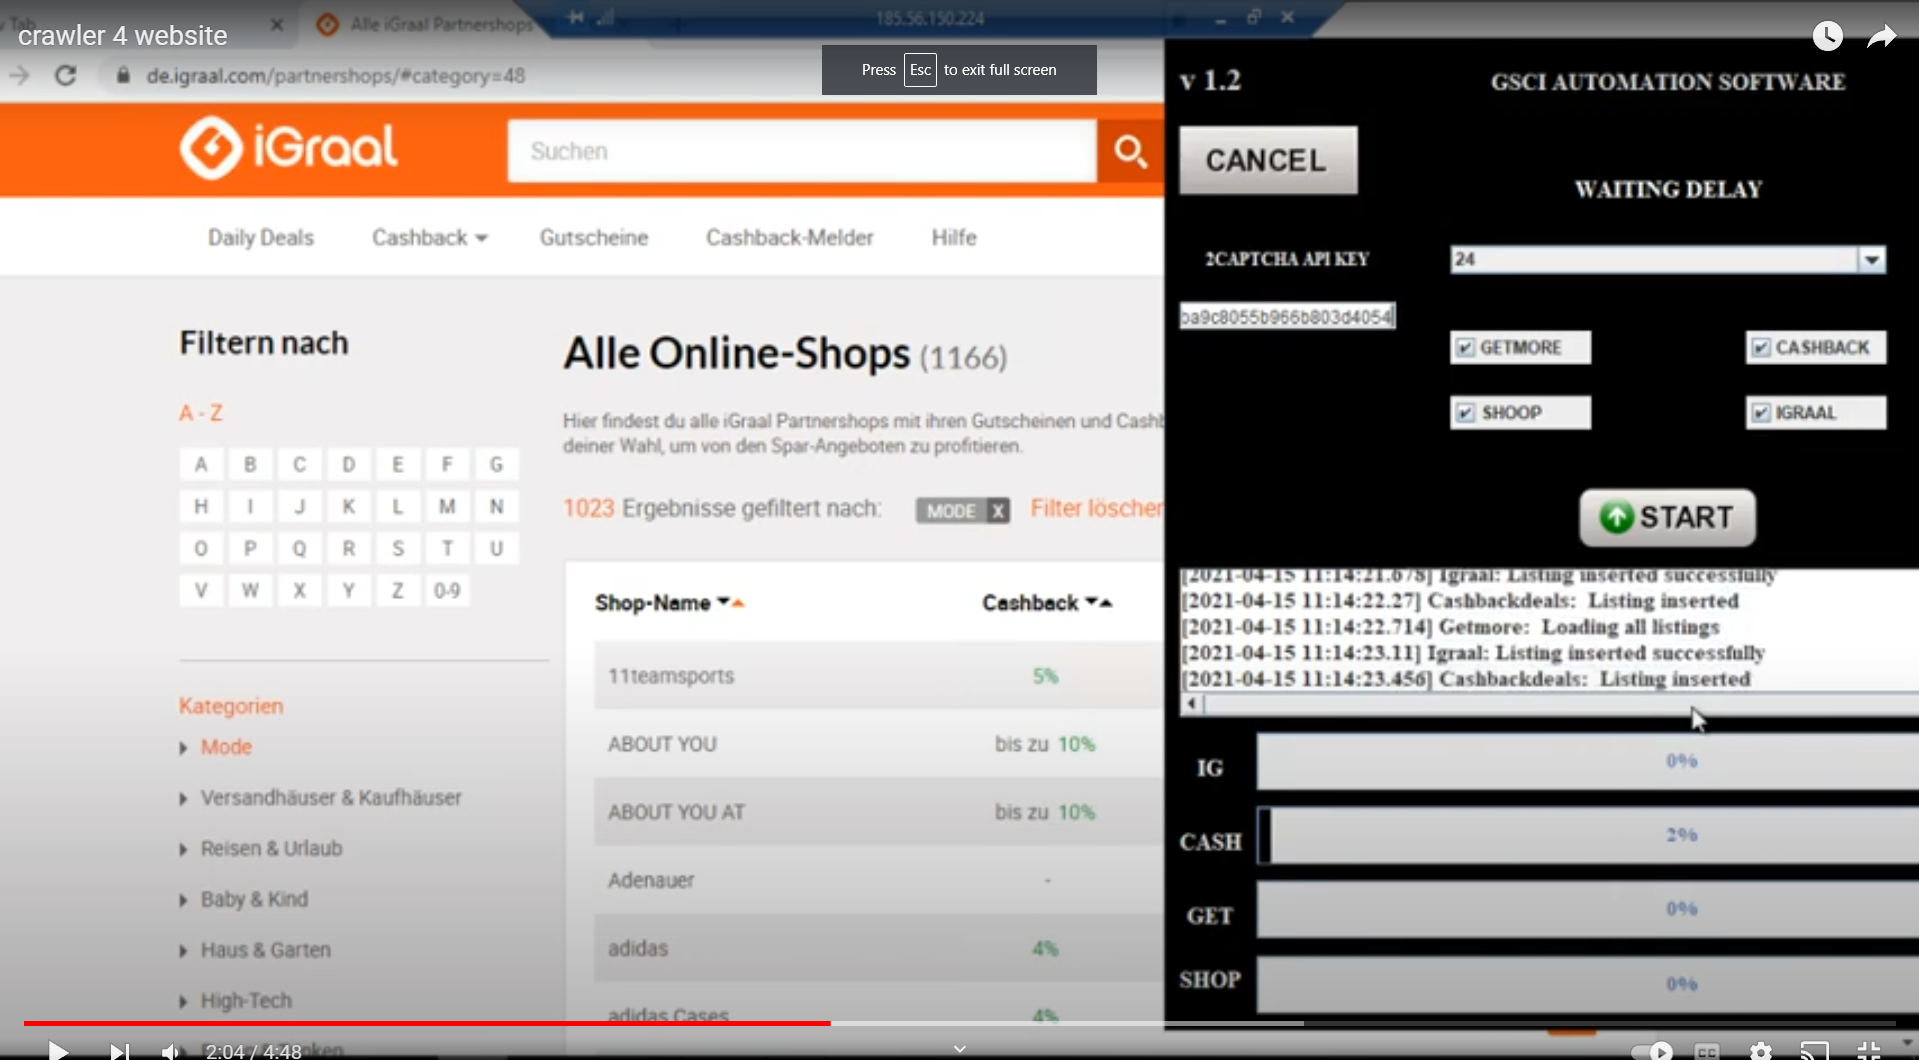 Tab
Alle iGraal Partnershops
185.56.150.224
crawler 4 website
Press Esc to exit full screen
de.igraal.com/partnershops/#category=48
iGraal
Suchen
Daily Deals
Cashback
Gutscheine
Cashback-Melder
Hilfe
Filtern nach
A - Z
A B C D E F G
H I J K L M N
O P Q R S T U
V W X Y Z 0-9
Kategorien
Mode
Versandhäuser & Kaufhäuser
Reisen & Urlaub
Baby & Kind
Haus & Garten
High-Tech
Alle Online-Shops (1166)
Hier findest du alle iGraal Partnershops mit ihren Gutscheinen und
deiner Wahl, um von den Spar-Angeboten zu profitieren.
1023 Ergebnisse gefiltert nach: MODE X Filter löschen
Shop-Name Cashback
11teamsports 5%
ABOUT YOU bis zu 10%
ABOUT YOU AT bis zu 10%
Adenauer -
adidas 4%
adidas Cases 4%
v 1.2
GSCI AUTOMATION SOFTWARE
CANCEL
WAITING DELAY
2CAPTCHA API KEY
24
ba9c8055b966b803d4054
GETMORE
CASHBACK
SHOOP
IGRAAL
START
[2021-04-15 11:14:21.678] Igraal: Listing inserted successfully
[2021-04-15 11:14:22.27] Cashbackdeals: Listing inserted
[2021-04-15 11:14:22.714] Getmore: Loading all listings
[2021-04-15 11:14:23.11] Igraal: Listing inserted successfully
[2021-04-15 11:14:23.456] Cashbackdeals: Listing inserted
IG 0%
CASH 2%
GET 0%
SHOP 0%
2:04 / 4:48
CC